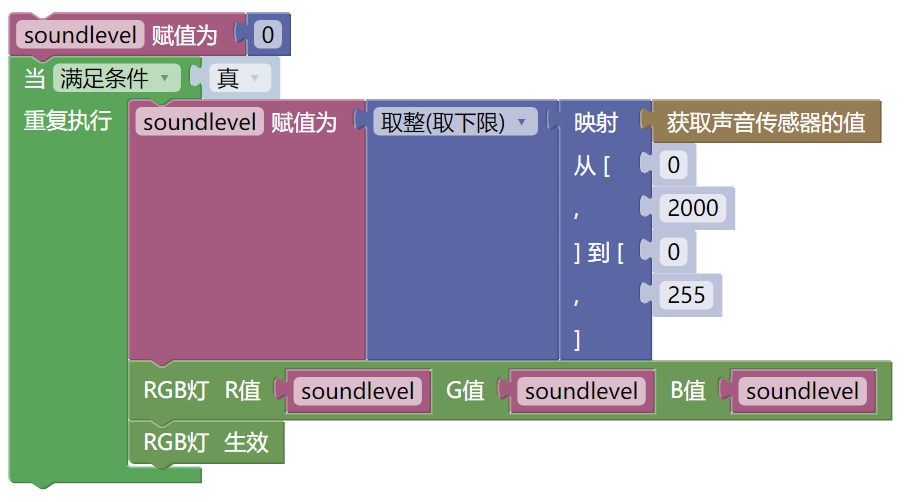 soundlevel 赋值为 0
当 满足条件 真
重复执行 soundlevel 赋值为 取整(取下限) 映射 获取声音传感器的值
从 [ 0
, 2000
] 到 [ 0
, 255
]
RGB灯 R值 soundlevel G值 soundlevel B值 soundlevel
RGB灯 生效